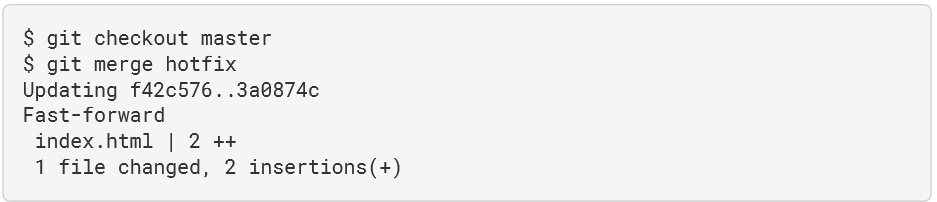 $ git checkout master
$ git merge hotfix
Updating f42c576..3a0874c
Fast-forward
 index.html | 2 ++
 1 file changed, 2 insertions(+)